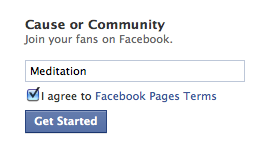 Cause or Community
Join your fans on Facebook.
Meditation
I agree to Facebook Pages Terms
Get Started